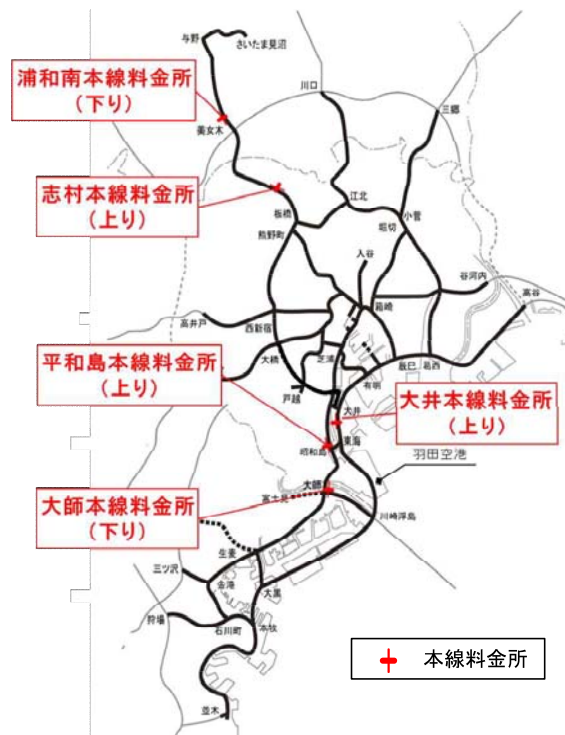 与野
さいたま見沼
浦和南本線料金所
(下り)
川口
三郷
美女木
志村本線料金所
(上り)
江北
板橋
小菅
熊野町
堀切
入谷
谷河内
高谷
箱崎
高井戸
西新宿
平和島本線料金所
(上り)
大橋
芝浦
辰巳
葛西
有明
戸越
大井本線料金所
(上り)
大井
東海
昭和島
羽田空港
大師本線料金所
(下り)
大師
富士見
川崎浮島
生麦
三ツ沢
金港
大黒
狩場
石川町
本牧
本線料金所
並木